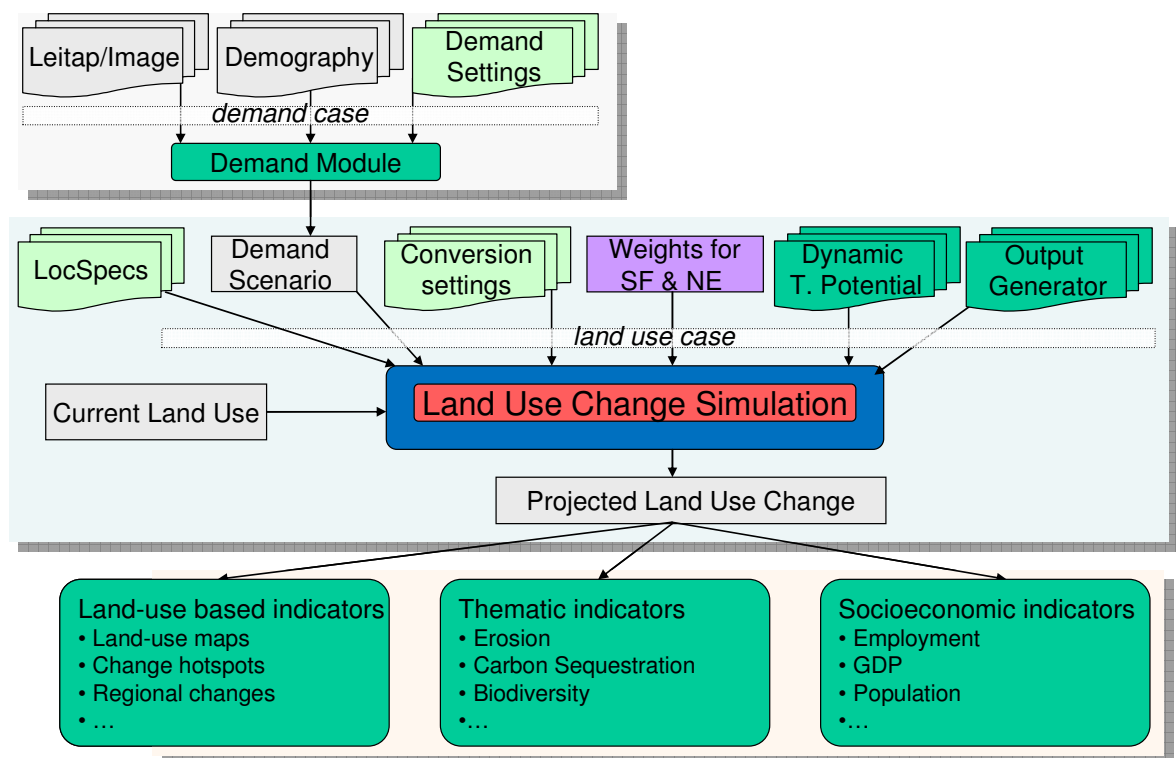 Leitap/Image
Demography
Demand
Settings
demand case
Demand Module
LocSpecs
Demand
Scenario
Conversion
settings
Weights for
SF & NE
Dynamic
T. Potential
Output
Generator
land use case
Current Land Use
Land Use Change Simulation
Projected Land Use Change
Land-use based indicators
• Land-use maps
• Change hotspots
• Regional changes
• …
Thematic indicators
• Erosion
• Carbon Sequestration
• Biodiversity
•…
Socioeconomic indicators
• Employment
• GDP
• Population
•…